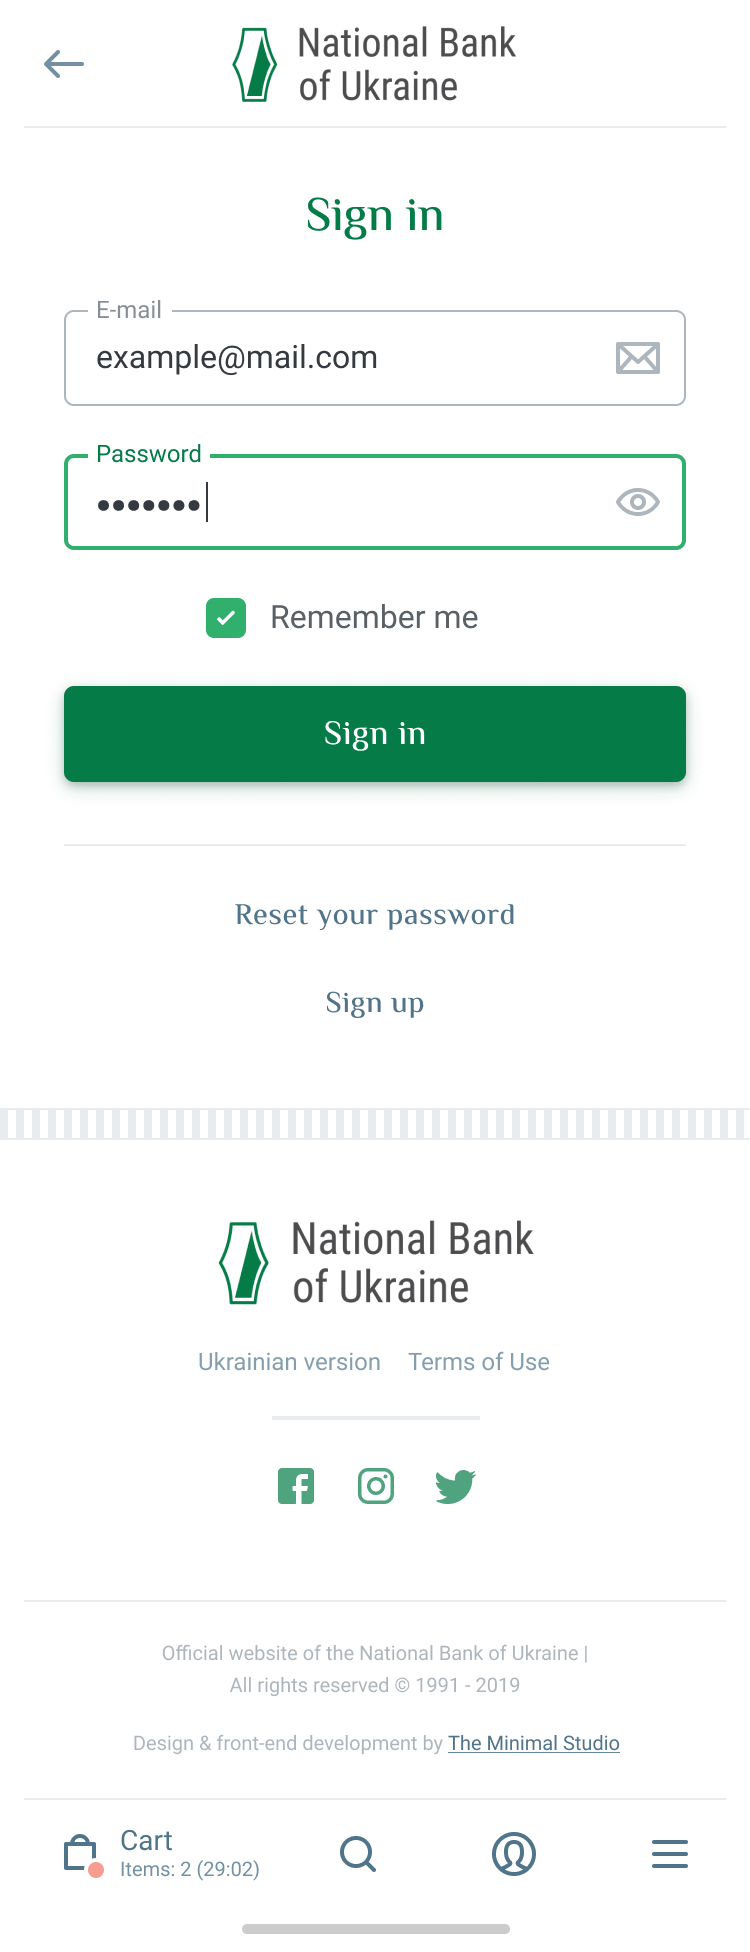 National Bank
of Ukraine
Sign in
E-mail
example@mail.com
Password
•••••••
Remember me
Sign in
Reset your password
Sign up
National Bank
of Ukraine
Ukrainian version Terms of Use
Official website of the National Bank of Ukraine |
All rights reserved © 1991 - 2019
Design & front-end development by The Minimal Studio
Cart
Items: 2 (29:02)